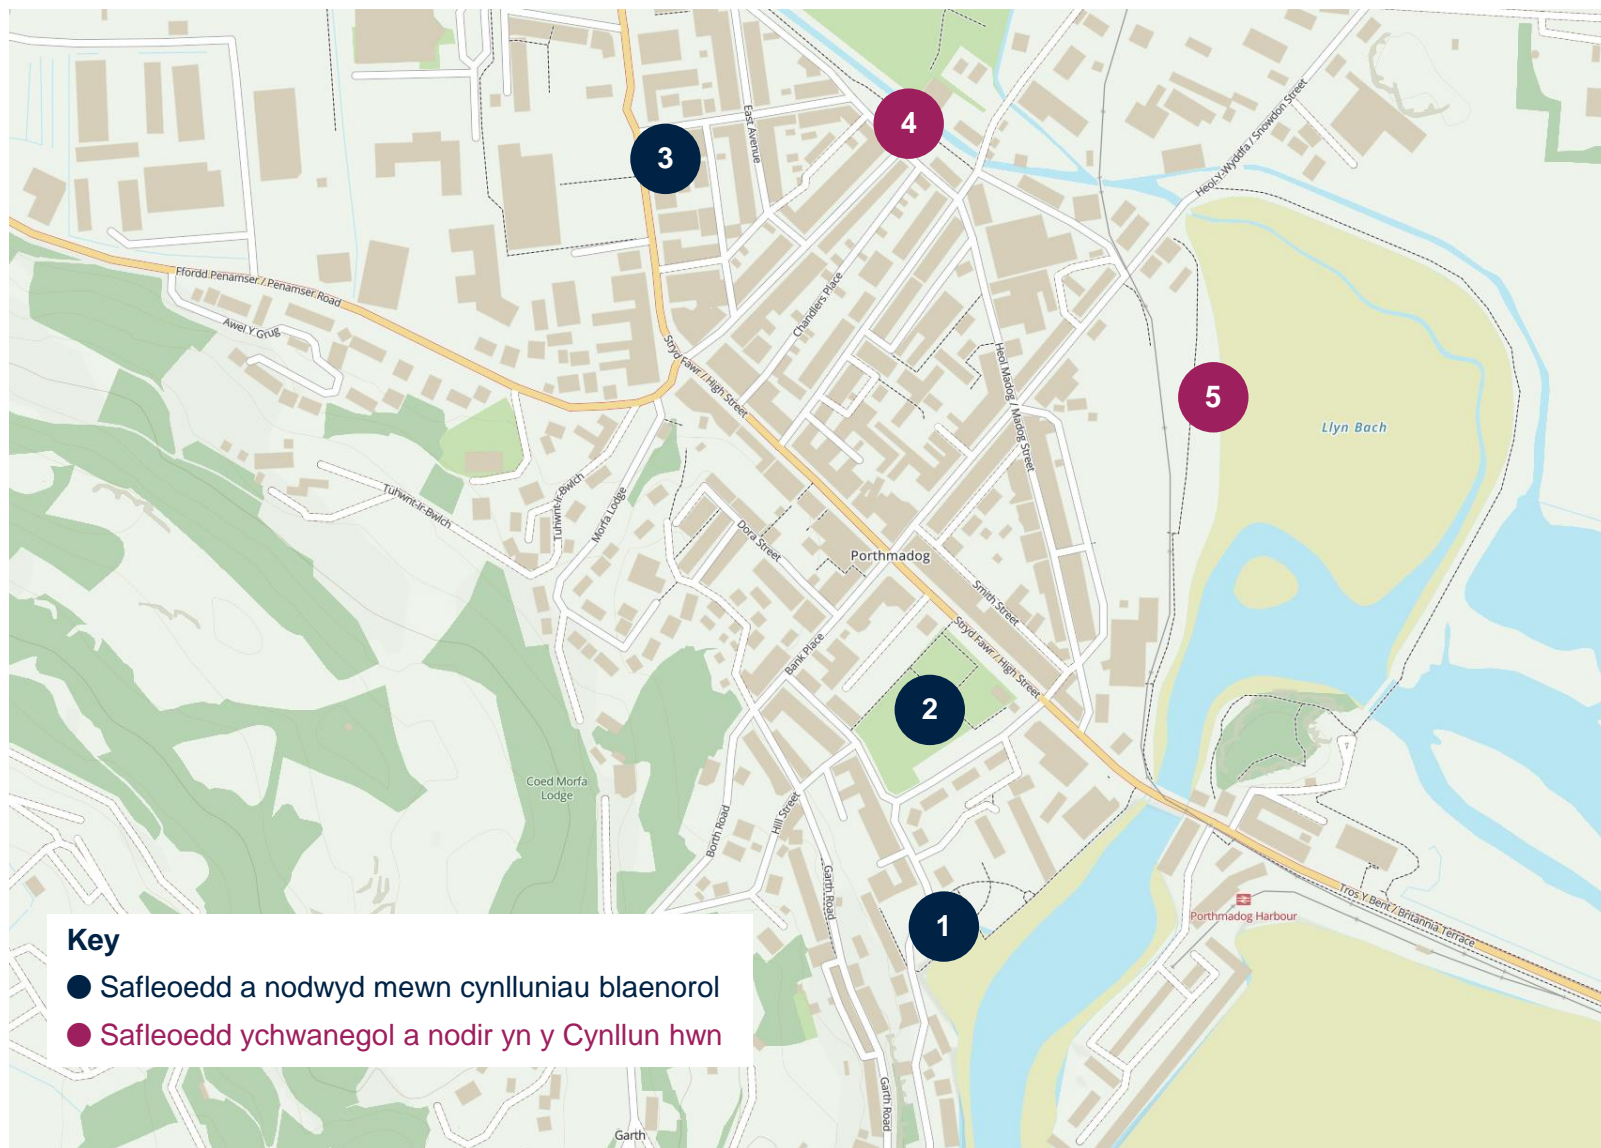 4
3
East Avenue
Heol-Y-Wyddfa / Snowdon Street
Ffordd Penamser / Penamser Road
Awel Y Grug
Chandlers Place
Stryd Fawr / High Street
Heol Madog / Madog Street
5
Llyn Bach
Tuhwnt-Ir-Bwlch
Tuhwnt-Ir-Bwlch
Morfa Lodge
Dora Street
Porthmadog
Smith Street
Stryd Fawr / High Street
Bank Place
2
Coed Morfa
Lodge
Borth Road
Hill Street
Garth Road
1
Porthmadog Harbour
Tros Y Bent / Britannia Terrace
Key
Safleoedd a nodwyd mewn cynlluniau blaenorol
Safleoedd ychwanegol a nodir yn y Cynllun hwn
Garth Road
Garth